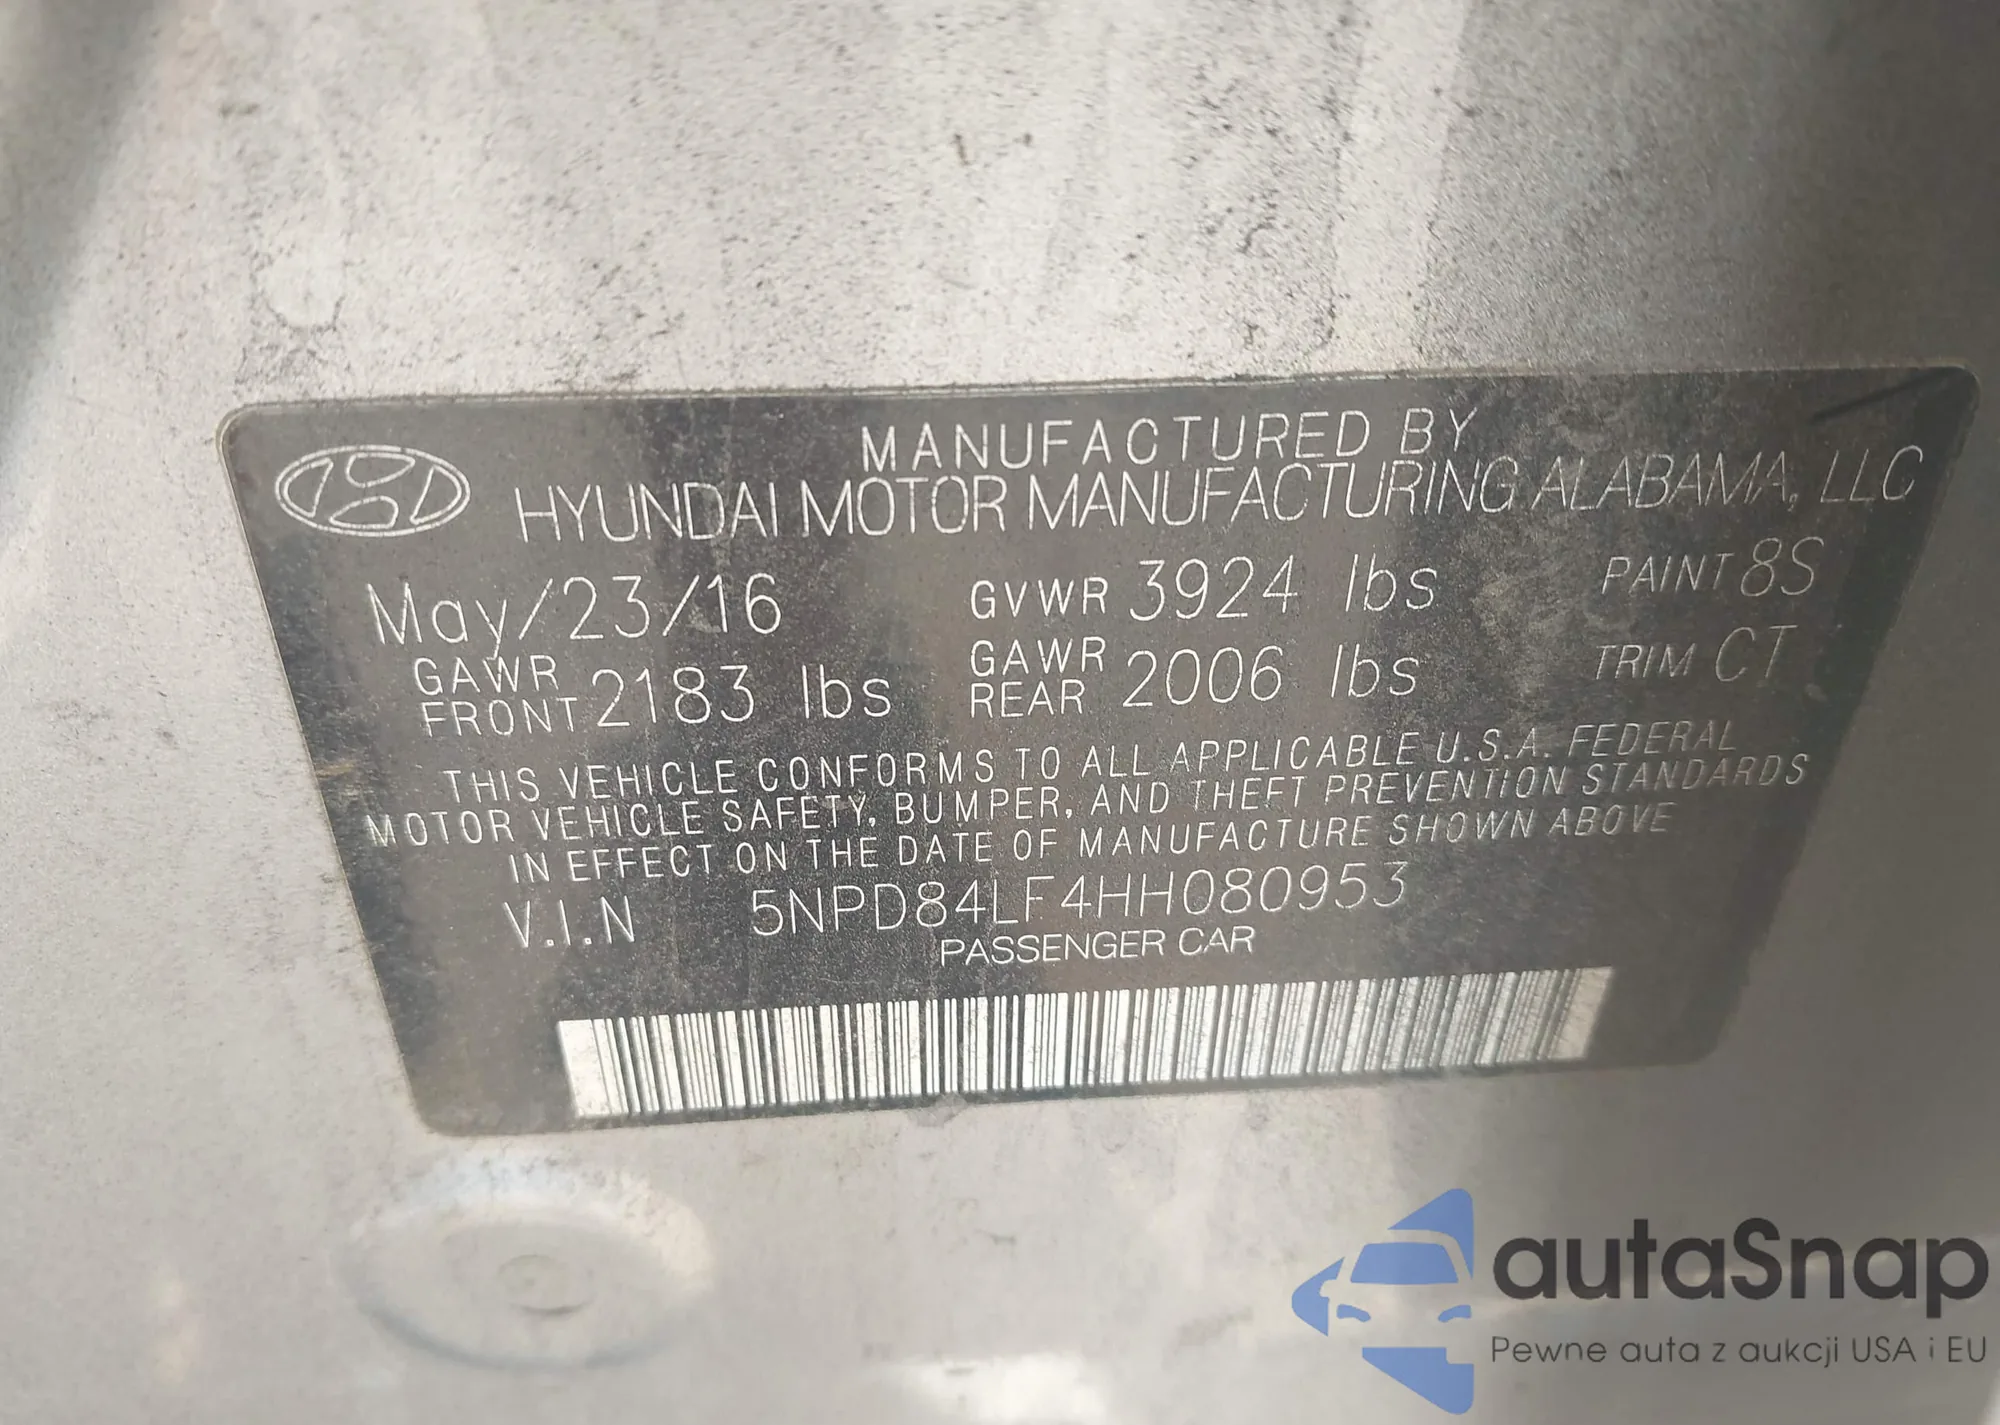 MANUFACTURED BY
HYUNDAI MOTOR MANUFACTURING ALABAMA, LLC
May/23/16 GVWR 3924 lbs PAINT 8S
GAWR FRONT 2183 lbs GAWR REAR 2006 lbs TRIM CT
THIS VEHICLE CONFORMS TO ALL APPLICABLE U.S.A. FEDERAL
MOTOR VEHICLE SAFETY, BUMPER, AND THEFT PREVENTION STANDARDS
IN EFFECT ON THE DATE OF MANUFACTURE SHOWN ABOVE
V.I.N 5NPD84LF4HH080953
PASSENGER CAR
autaSnap
Pewne auta z aukcji USA i EU